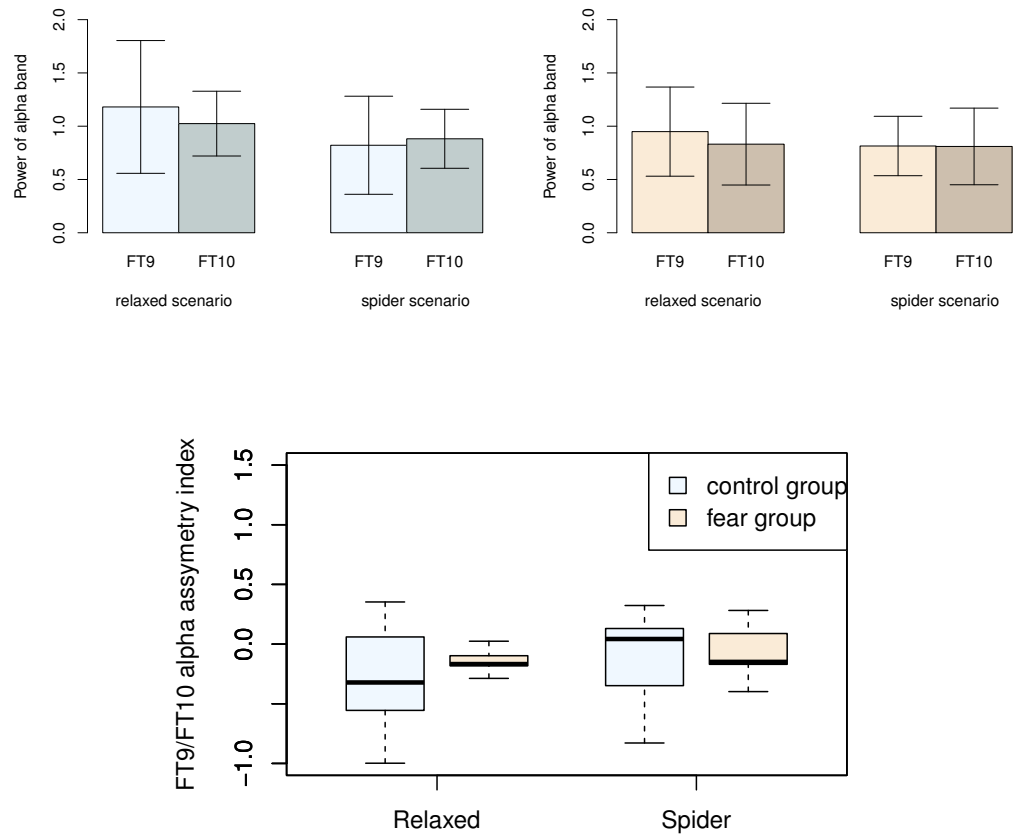 Power of alpha band
2.0
1.5
1.0
0.5
0.0
FT9 FT10 FT9 FT10
relaxed scenario spider scenario
Power of alpha band
2.0
1.5
1.0
0.5
0.0
FT9 FT10 FT9 FT10
relaxed scenario spider scenario
FT9/FT10 alpha assymetry index
1.5
1.0
0.5
0.0
−1.0
control group
fear group
Relaxed Spider